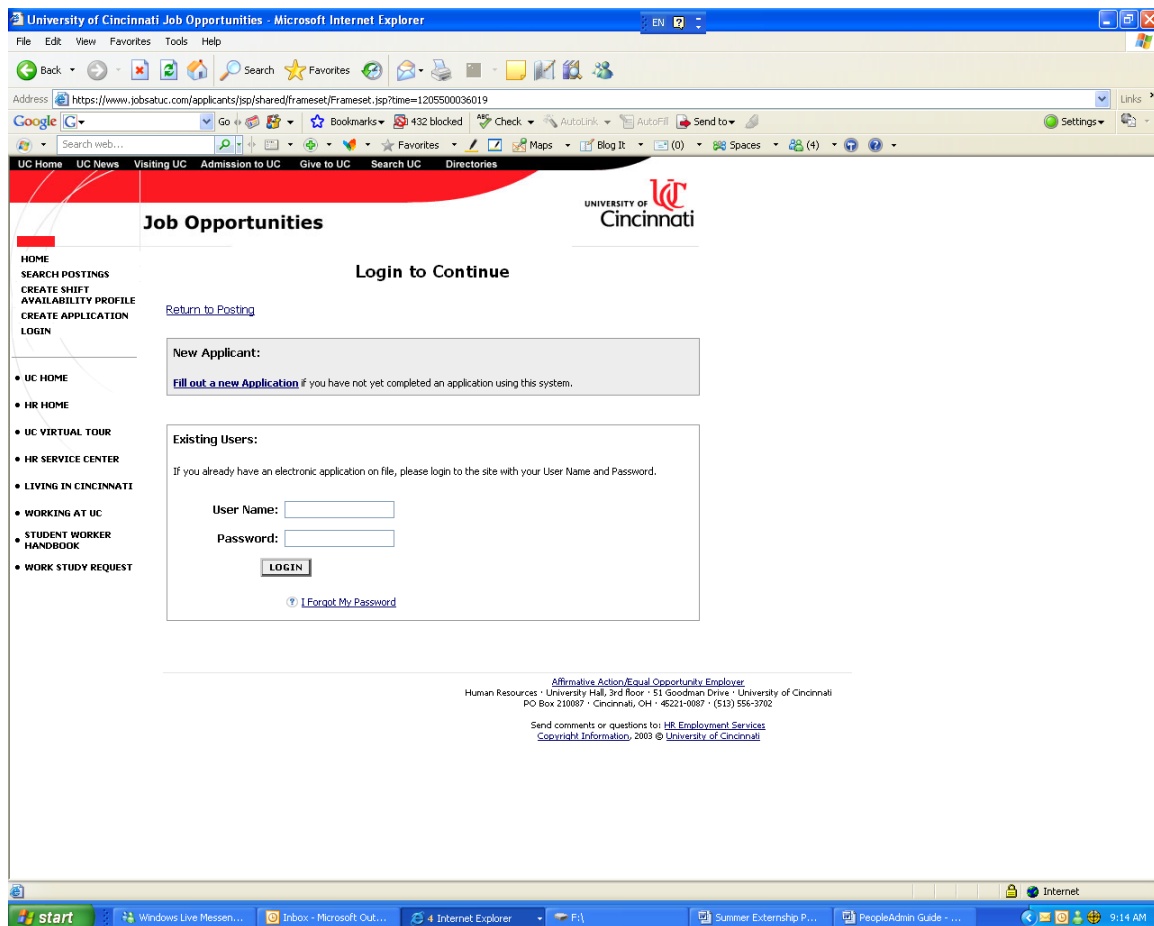 University of Cincinnati Job Opportunities - Microsoft Internet Explorer
EN
File Edit View Favorites Tools Help
Back Search Favorites
Address https://www.jobsatuc.com/applicants/jsp/shared/frameset/Frameset.jsp?time=1205500036019 Links
Google G Go Bookmarks 432 blocked ABC Check AutoLink AutoFill Send to Settings
Search web... Favorites Maps Blog It (0) Spaces (4)
UC Home UC News Visiting UC Admission to UC Give to UC Search UC Directories
UC
UNIVERSITY OF
Cincinnati
Job Opportunities
HOME
SEARCH POSTINGS
CREATE SHIFT
AVAILABILITY PROFILE
CREATE APPLICATION
LOGIN
• UC HOME
• HR HOME
• UC VIRTUAL TOUR
• HR SERVICE CENTER
• LIVING IN CINCINNATI
• WORKING AT UC
• STUDENT WORKER
HANDBOOK
• WORK STUDY REQUEST
Login to Continue
Return to Posting
New Applicant:
Fill out a new Application if you have not yet completed an application using this system.
Existing Users:
If you already have an electronic application on file, please login to the site with your User Name and Password.
User Name:
Password:
LOGIN
? I Forgot My Password
Affirmative Action/Equal Opportunity Employer
Human Resources · University Hall, 3rd floor · 51 Goodman Drive · University of Cincinnati
PO Box 210087 · Cincinnati, OH · 45221-0087 · (513) 556-3702
Send comments or questions to: HR Employment Services
Copyright Information, 2003 © University of Cincinnati
Internet
start Windows Live Messen... Inbox - Microsoft Out... 4 Internet Explorer F:\ Summer Externship P... PeopleAdmin Guide - ... 9:14 AM